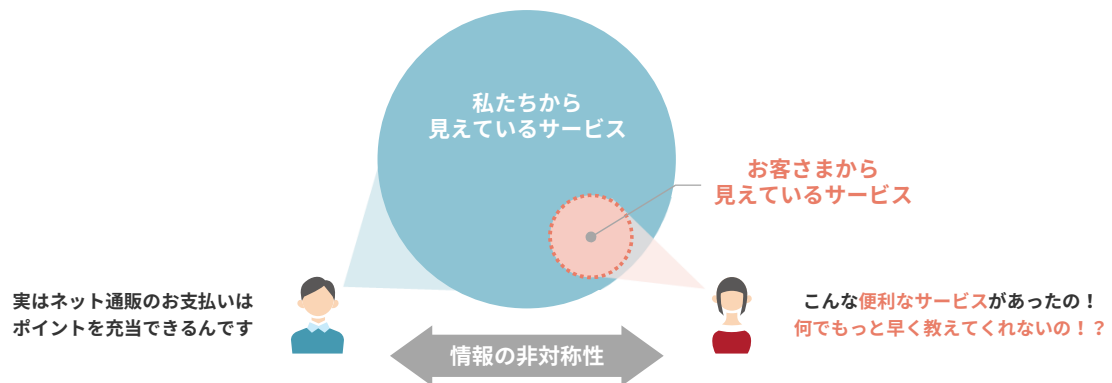 私たちから
見えているサービス
お客さまから
見えているサービス
実はネット通販のお支払いは
ポイントを充当できるんです
こんな便利なサービスがあったの！
何でもっと早く教えてくれないの！？
情報の非対称性